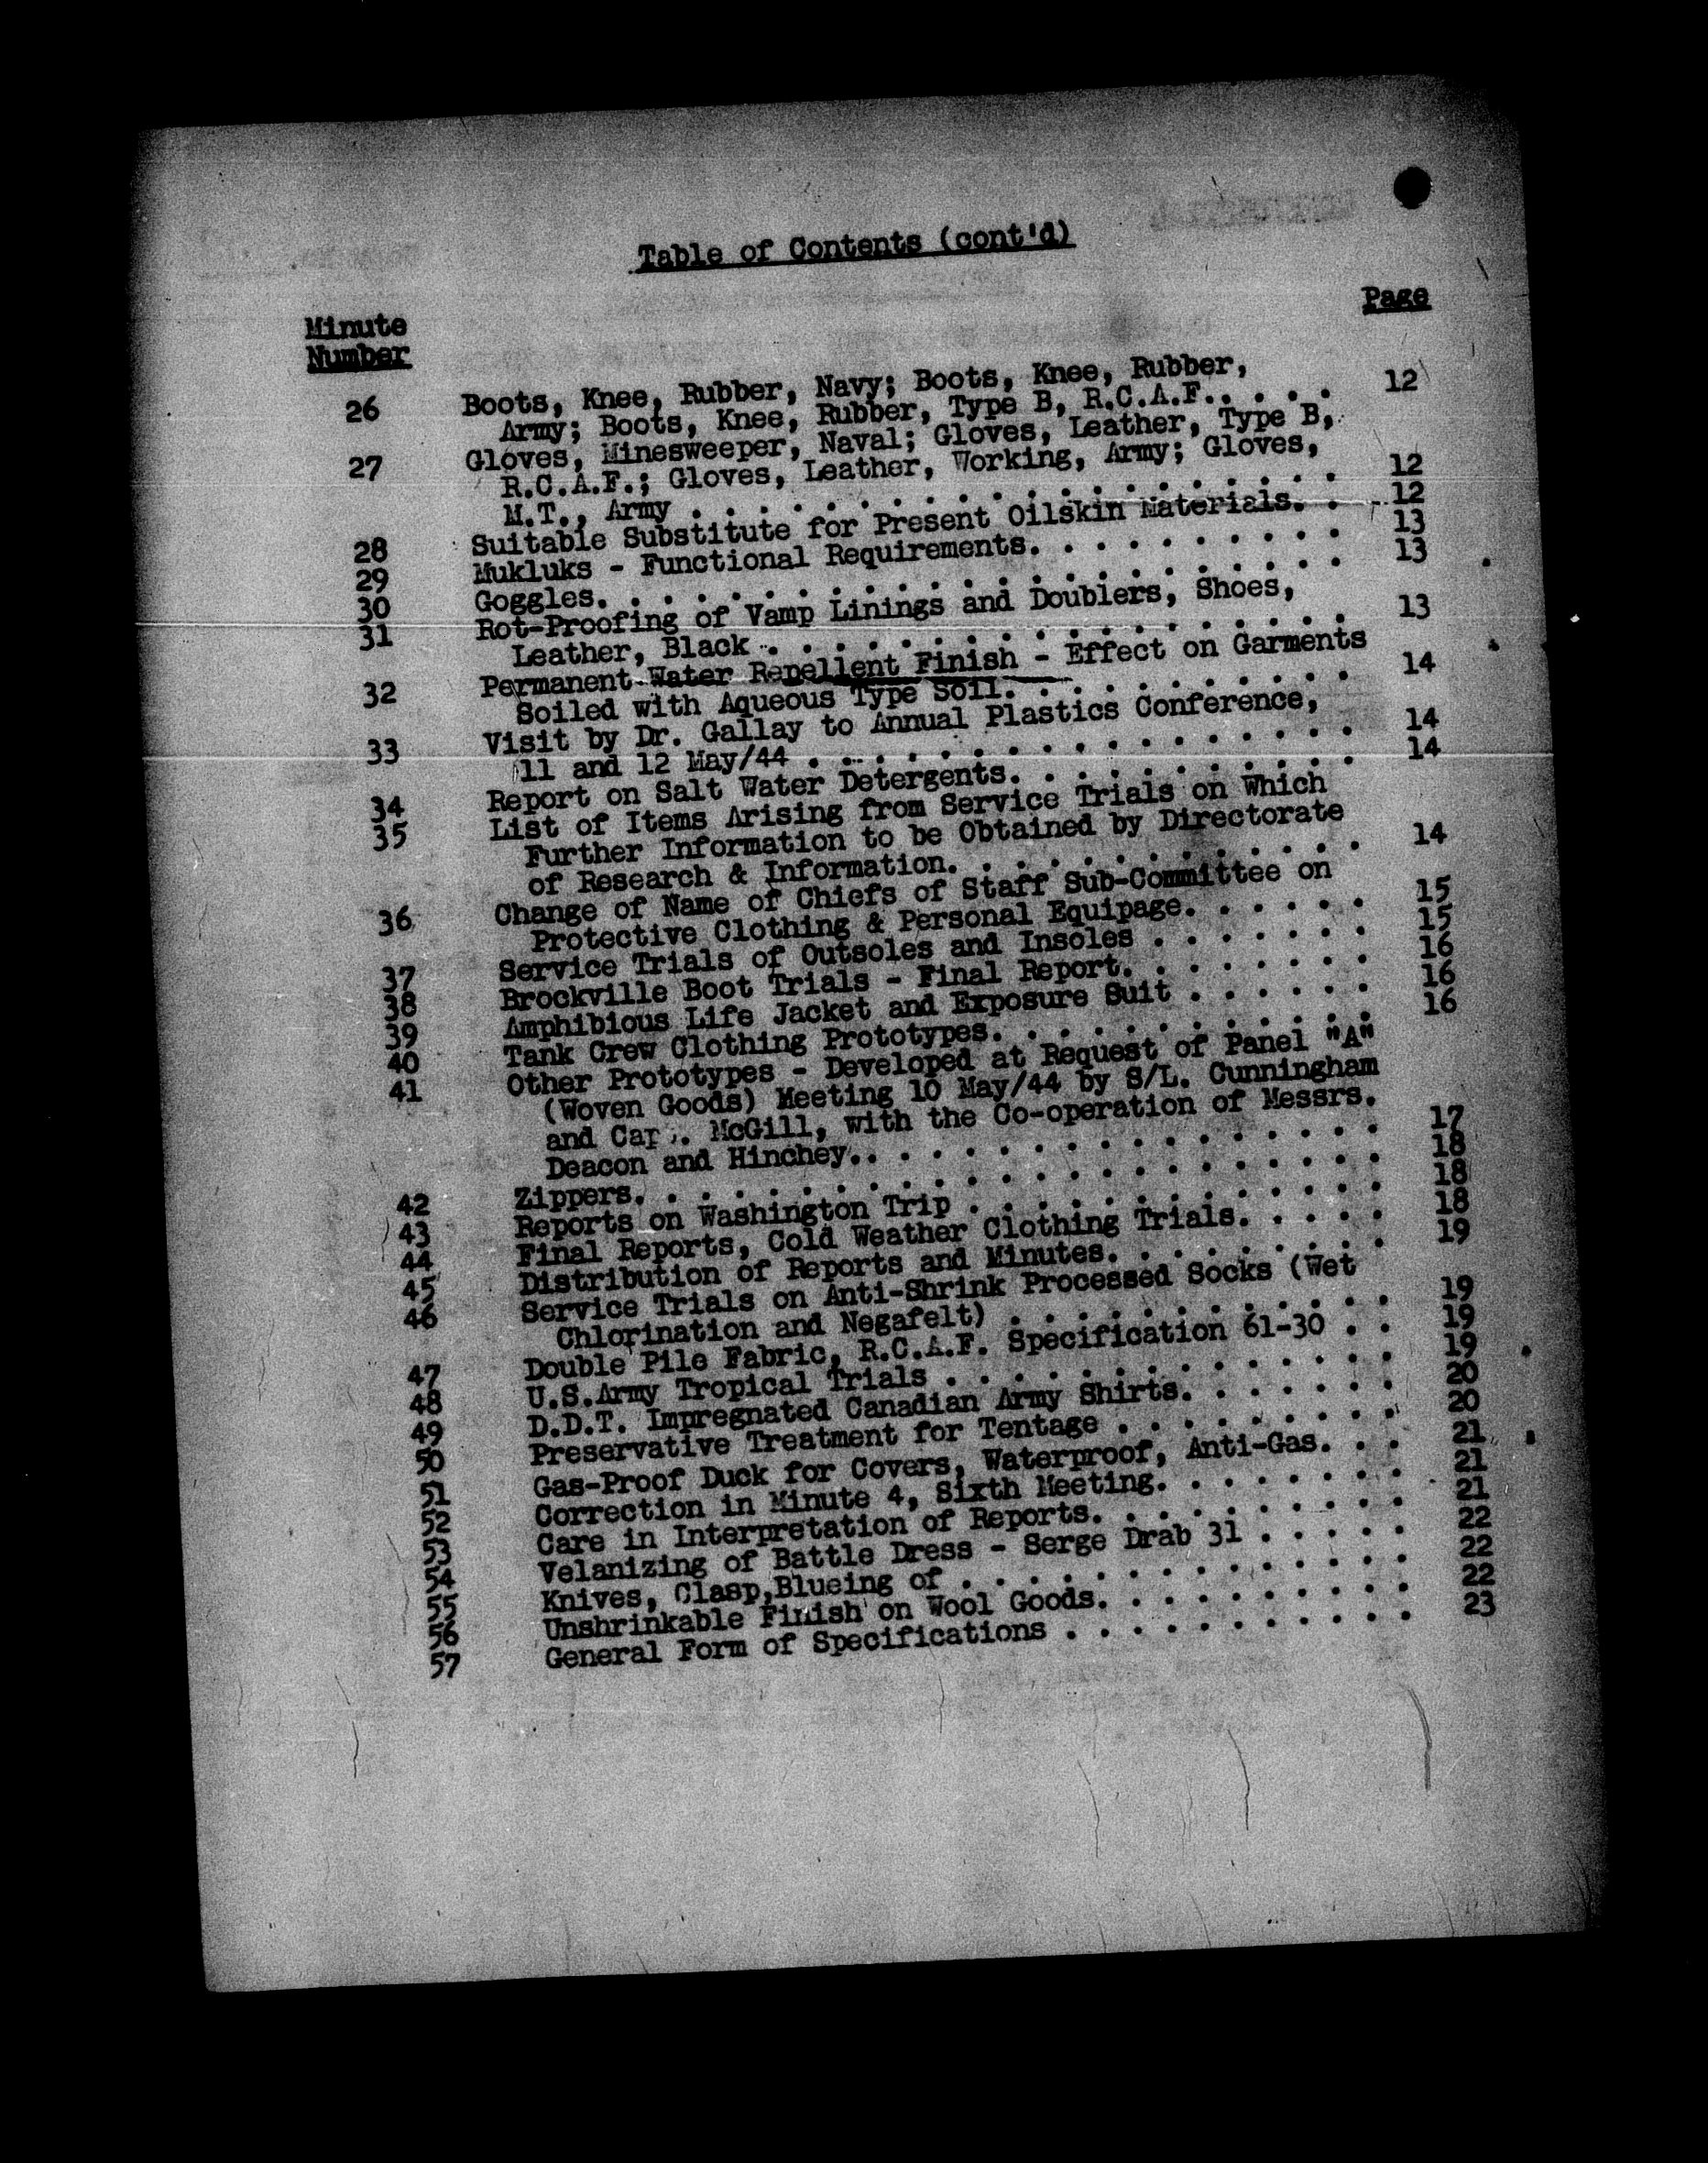 Table of Contents (cont'd)
Page
Minute
Number
26 Boots, Knee, Rubber, Navy; Boots, Knee, Rubber,
Army; Boots, Knee, Rubber, Type B, R.C.A.F. . . . . 12
27 Gloves, Minesweeper, Naval; Gloves, Leather, Type B,
R.C.A.F.; Gloves, Leather, Working, Army; Gloves,
M.T., Army . . . . . . . . . . . . . . . . . . . 12
28 Suitable Substitute for Present Oilskin Materials. . 12
29 Mukluks - Functional Requirements. . . . . . . . . . 13
30 Goggles. . . . . . . . . . . . . . . . . . . . . . . 13
31 Rot-Proofing of Vamp Linings and Doublers, Shoes,
Leather, Black . . . . . . . . . . . . . . . . . . 13
32 Permanent Water Repellent Finish - Effect on Garments
Soiled with Aqueous Type Soil. . . . . . . . . . . 14
33 Visit by Dr. Gallay to Annual Plastics Conference,
11 and 12 May/44 . . . . . . . . . . . . . . . . . 14
34 Report on Salt Water Detergents. . . . . . . . . . . 14
35 List of Items Arising from Service Trials on Which
Further Information to be Obtained by Directorate
of Research & Information. . . . . . . . . . . . . 14
36 Change of Name of Chiefs of Staff Sub-Committee on
Protective Clothing & Personal Equipage. . . . . . 15
37 Service Trials of Outsoles and Insoles . . . . . . . 15
38 Brockville Boot Trials - Final Report. . . . . . . . 16
39 Amphibious Life Jacket and Exposure Suit . . . . . . 16
40 Tank Crew Clothing Prototypes. . . . . . . . . . . . 16
41 Other Prototypes - Developed at Request of Panel "A"
(Woven Goods) Meeting 10 May/44 by S/L. Cunningham
and Cap . McGill, with the Co-operation of Messrs.
Deacon and Hinchey. . . . . . . . . . . . . . . . . 17
42 Zippers. . . . . . . . . . . . . . . . . . . . . . . 18
43 Reports on Washington Trip . . . . . . . . . . . . . 18
44 Final Reports, Cold Weather Clothing Trials. . . . . 18
45 Distribution of Reports and Minutes. . . . . . . . . 19
46 Service Trials on Anti-Shrink Processed Socks (Wet
Chlorination and Negafelt) . . . . . . . . . . . . 19
47 Double Pile Fabric, R.C.A.F. Specification 61-30 . . 19
48 U.S.Army Tropical Trials . . . . . . . . . . . . . . 19
49 D.D.T. Impregnated Canadian Army Shirts. . . . . . . 20
50 Preservative Treatment for Tentage . . . . . . . . . 20
51 Gas-Proof Duck for Covers, Waterproof, Anti-Gas. . . 21
52 Correction in Minute 4, Sixth Meeting. . . . . . . . 21
53 Care in Interpretation of Reports. . . . . . . . . . 21
54 Velanizing of Battle Dress - Serge Drab 31 . . . . . 22
55 Knives, Clasp,Blueing of . . . . . . . . . . . . . . 22
56 Unshrinkable Finish on Wool Goods. . . . . . . . . . 22
57 General Form of Specifications . . . . . . . . . . . 23